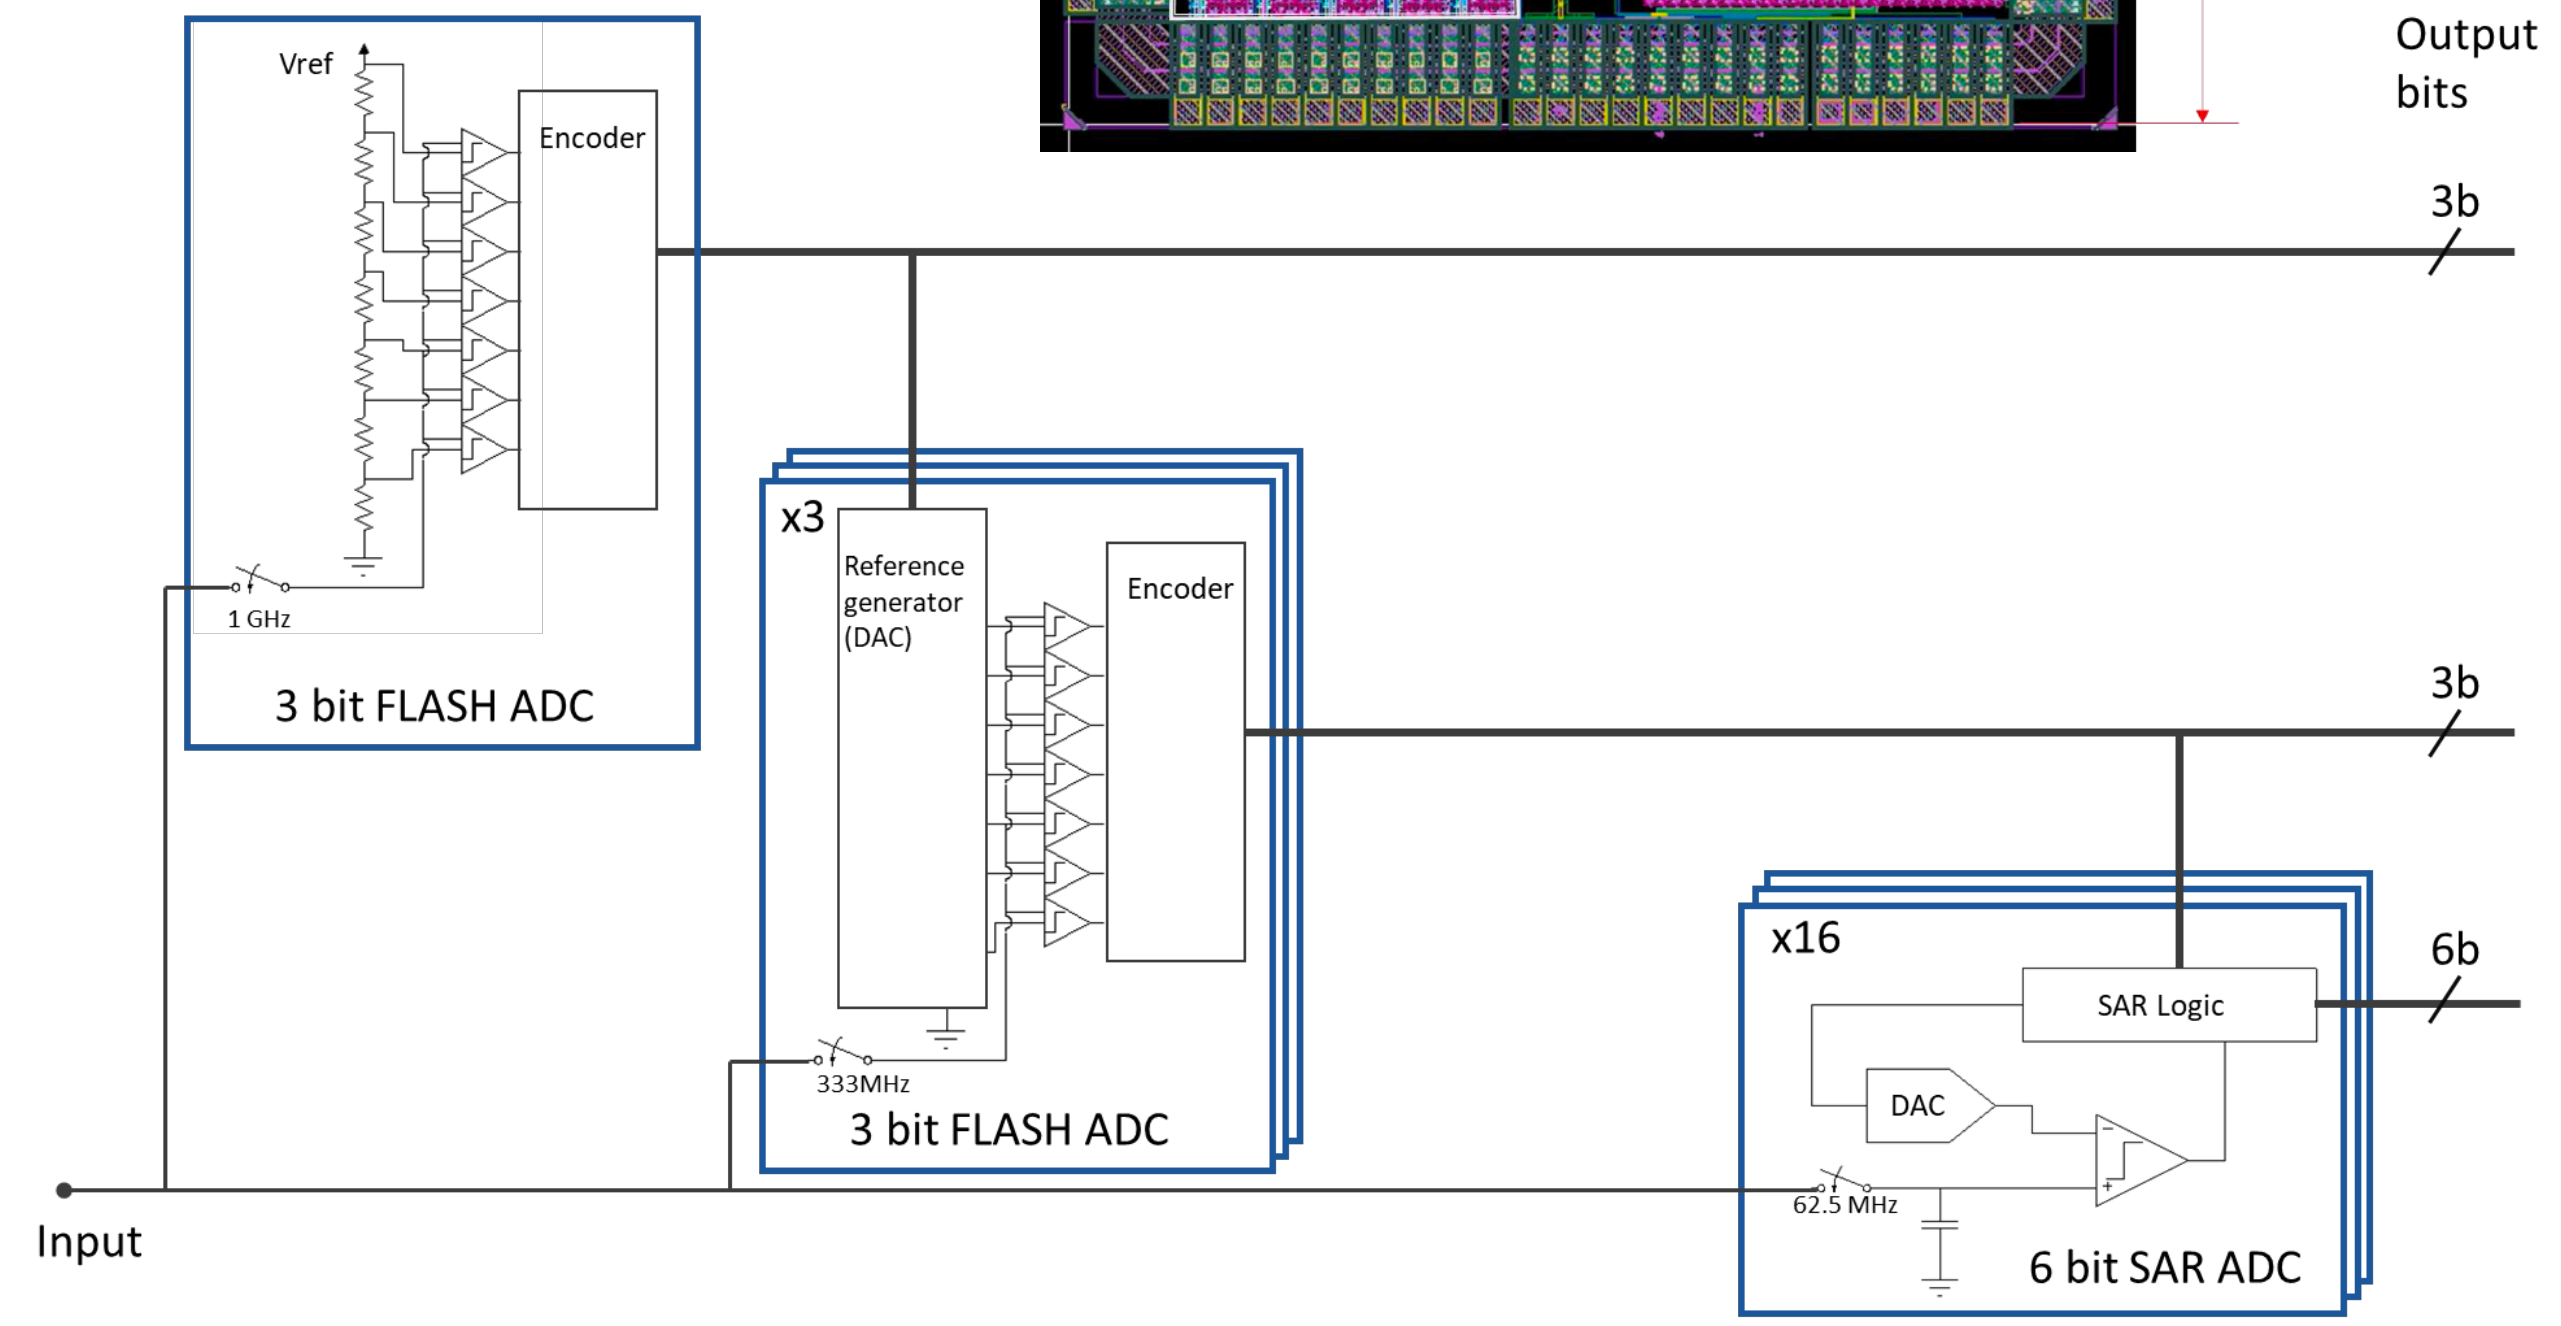 Output
bits
Vref
Encoder
3b
1 GHz
3 bit FLASH ADC
x3
Reference
generator
(DAC)
Encoder
3b
333MHz
3 bit FLASH ADC
x16
6b
SAR Logic
DAC
−
+
62.5 MHz
6 bit SAR ADC
Input